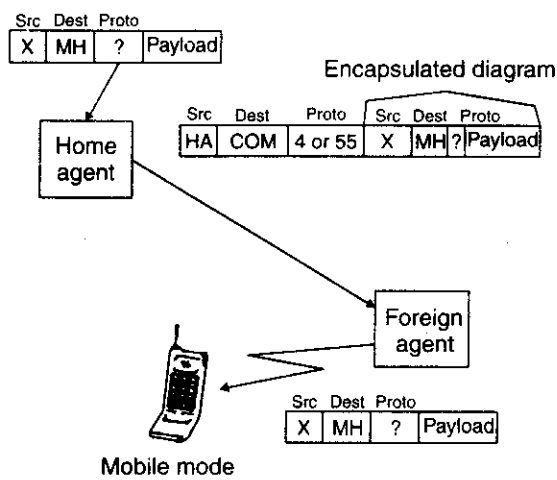 Src Dest Proto
X MH ? Payload
Encapsulated diagram
Src Dest Proto Src Dest Proto
HA COM 4 or 55 X MH ? Payload
Home
agent
Foreign
agent
Src Dest Proto
X MH ? Payload
Mobile mode